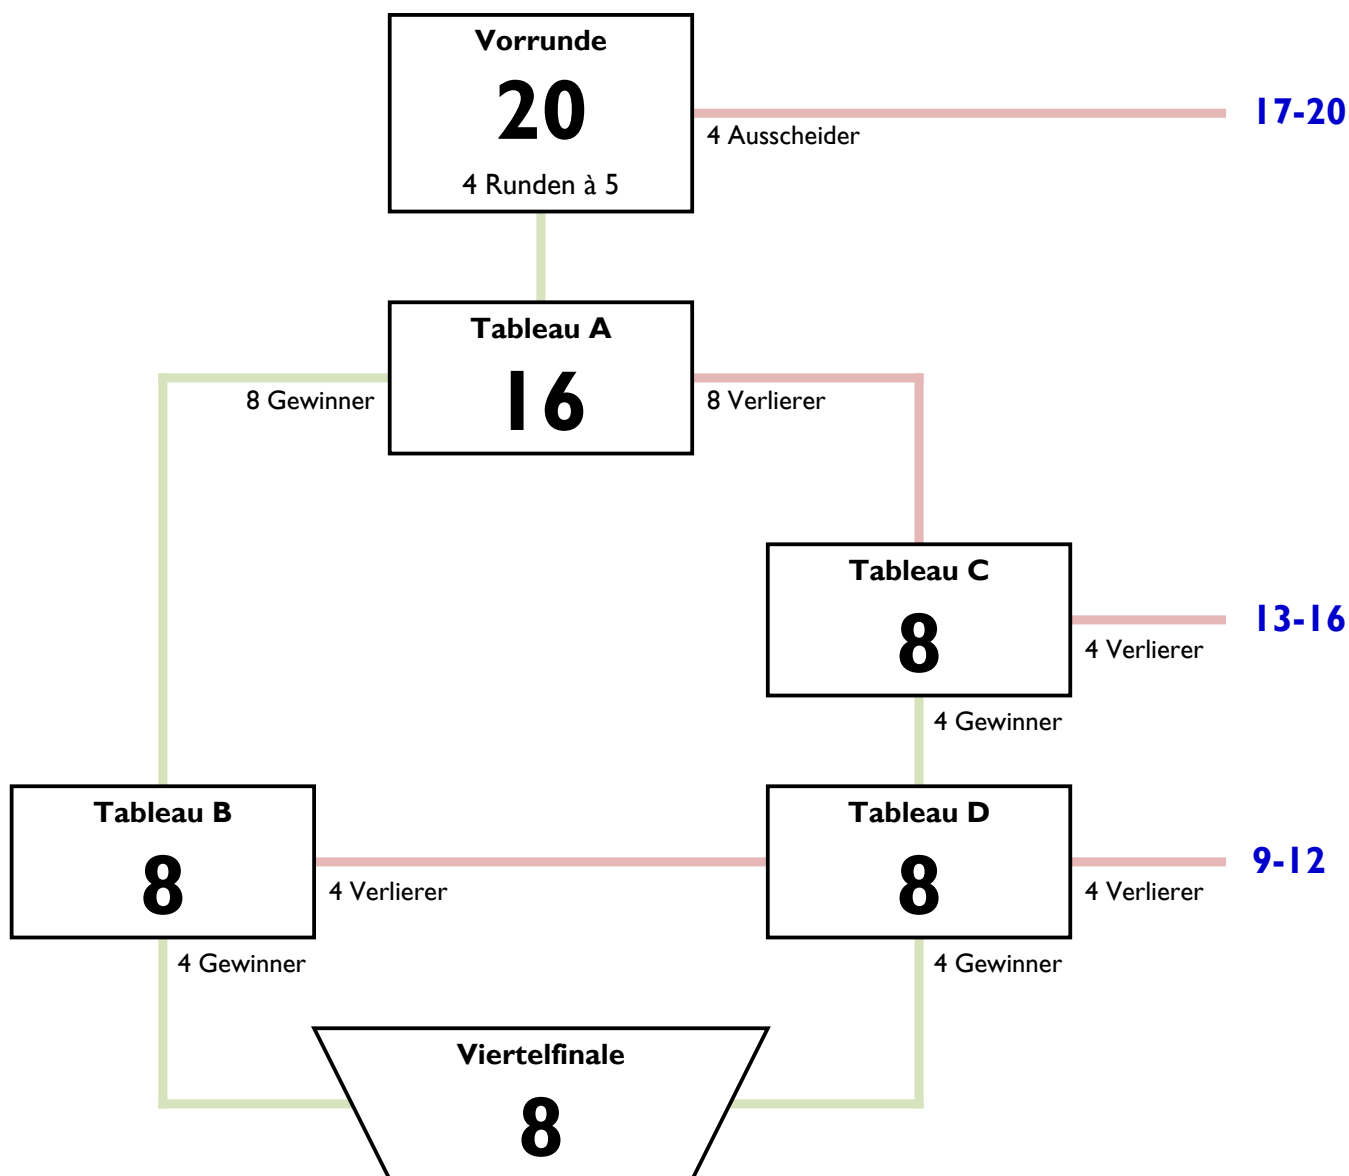 Vorrunde
20
4 Runden à 5
4 Ausscheider
17-20
Tableau A
16
8 Gewinner
8 Verlierer
Tableau C
8
4 Verlierer
13-16
4 Gewinner
Tableau B
8
4 Verlierer
4 Gewinner
Tableau D
8
4 Verlierer
9-12
4 Gewinner
Viertelfinale
8